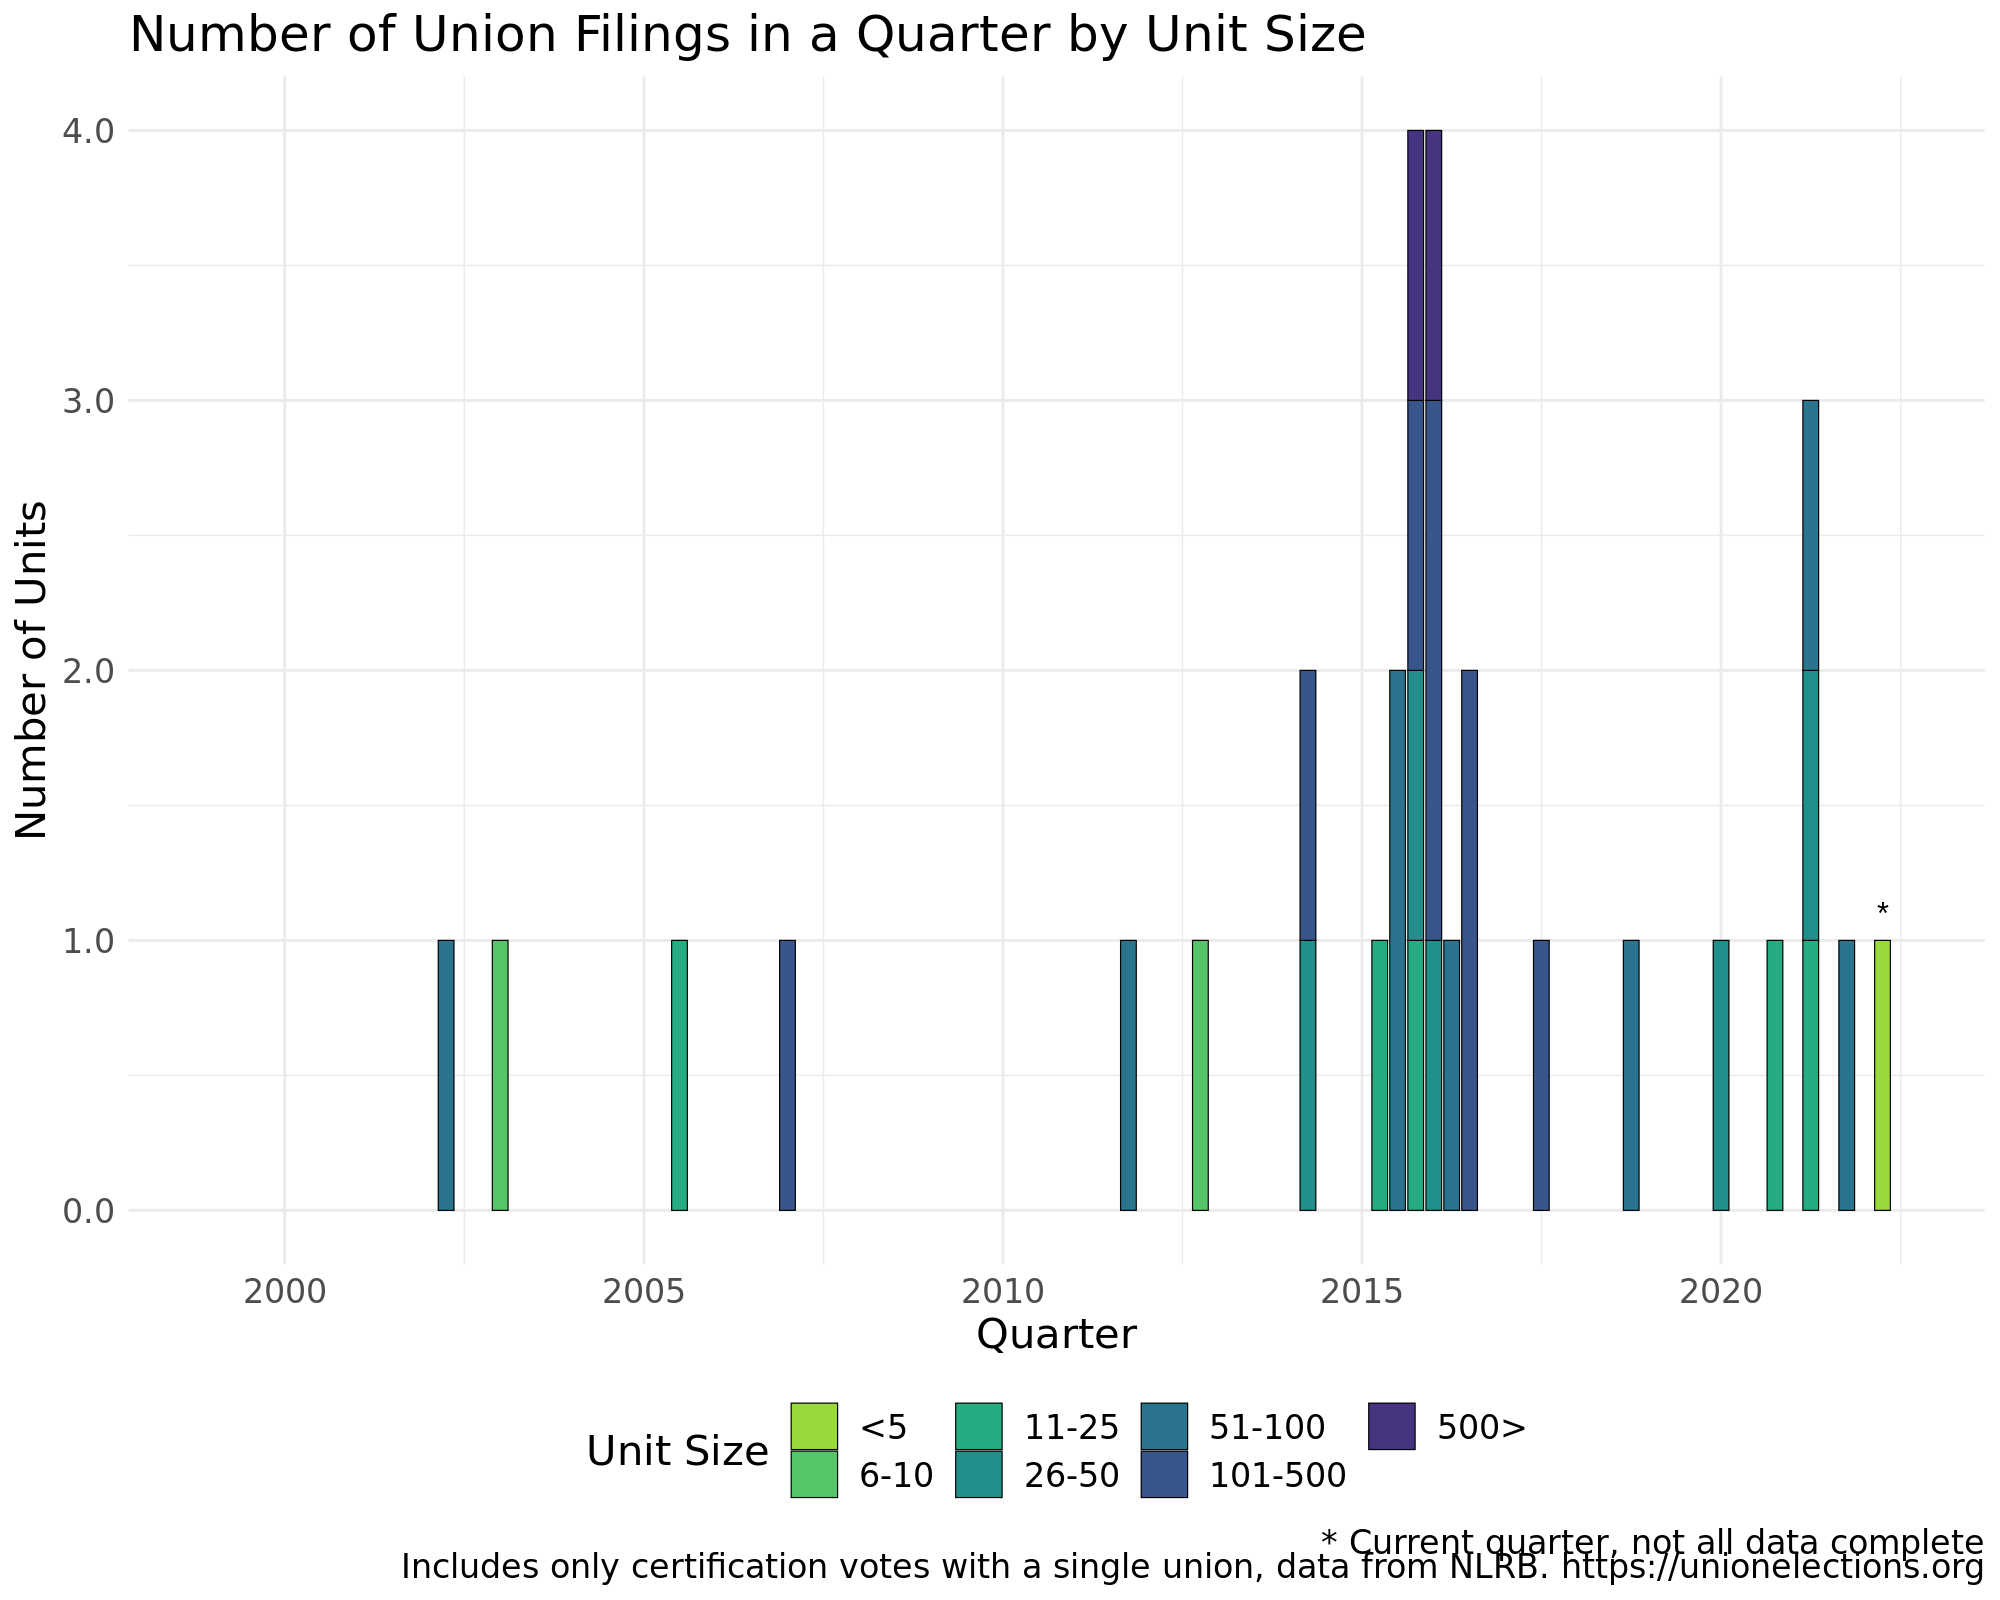 Number of Union Filings in a Quarter by Unit Size
4.0
3.0
2.0
1.0
0.0
Number of Units
*
2000 2005 2010 2015 2020
Quarter
Unit Size
<5 11-25 51-100 500>
6-10 26-50 101-500
* Current quarter, not all data complete
Includes only certification votes with a single union, data from NLRB. https://unionelections.org